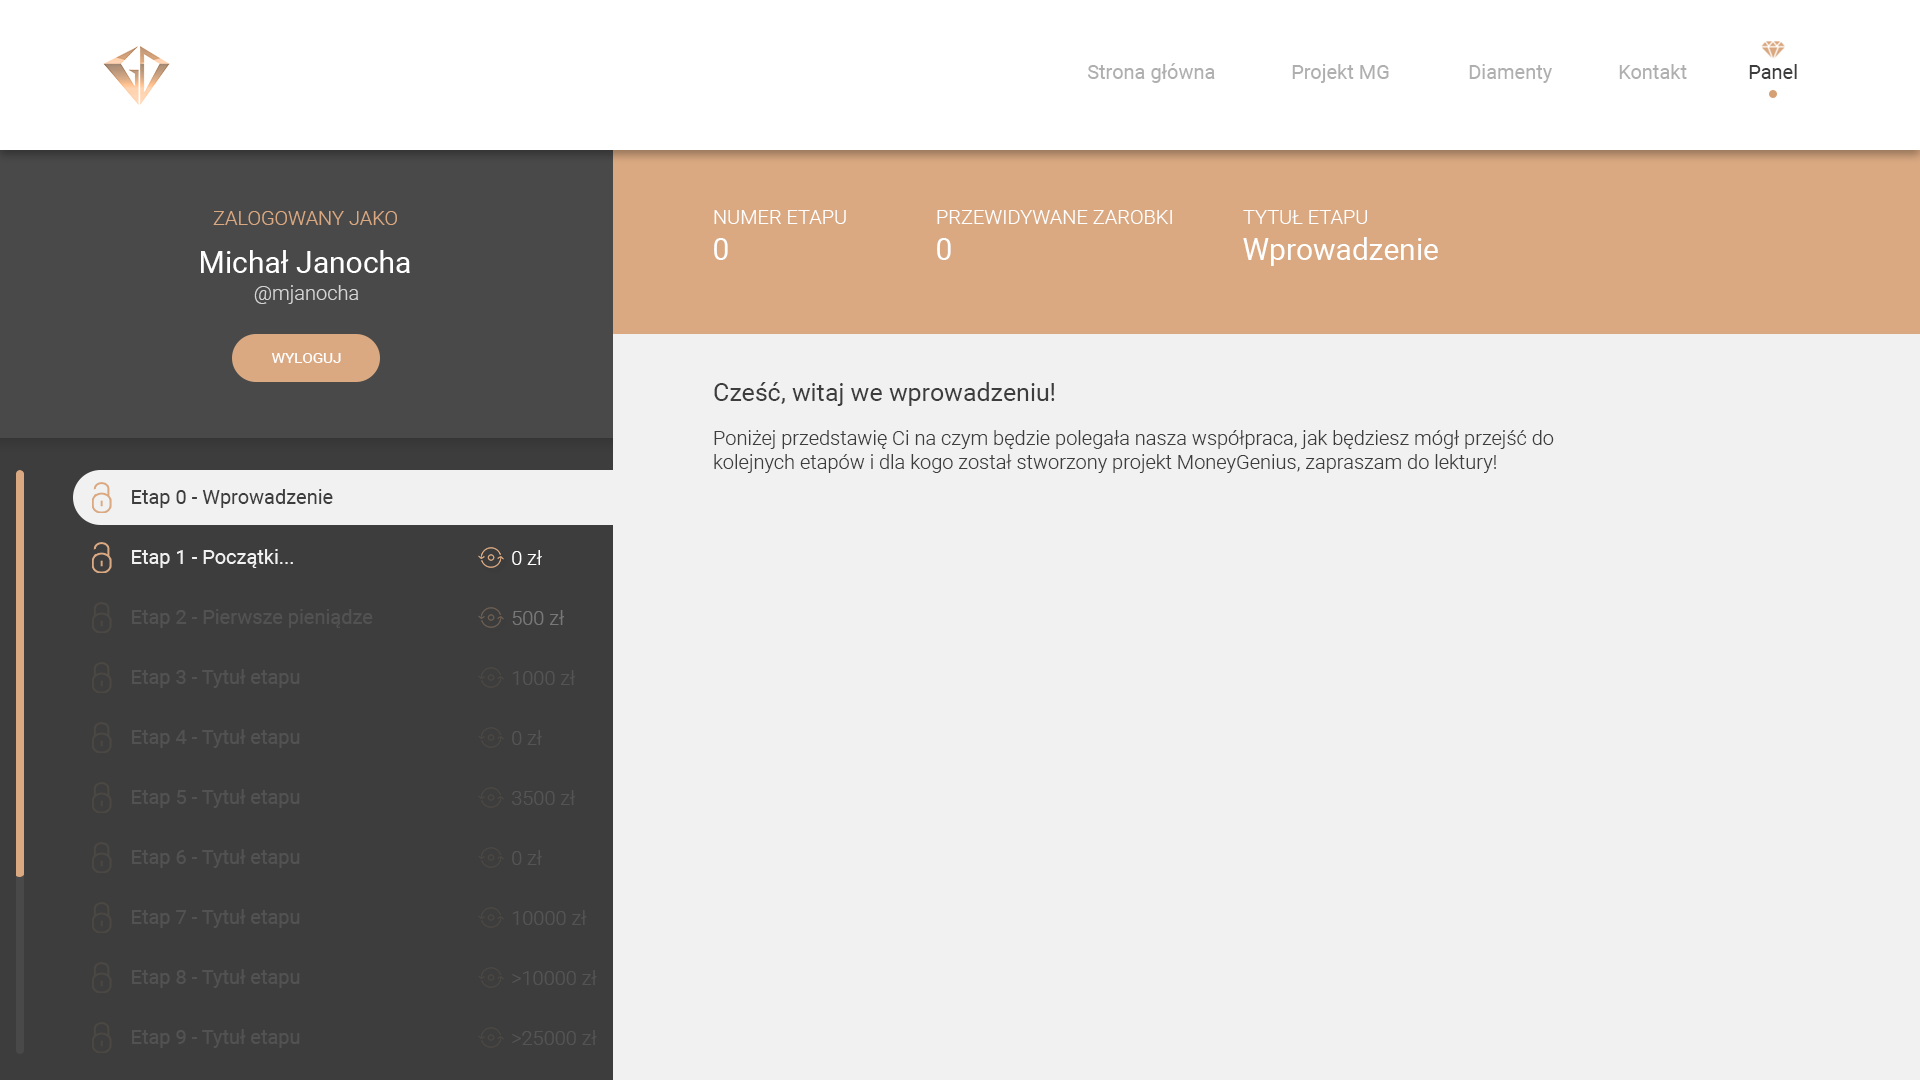 Strona główna Projekt MG Diamenty Kontakt Panel
ZALOGOWANY JAKO
Michał Janocha
@mjanocha
WYLOGUJ
NUMER ETAPU PRZEWIDYWANE ZAROBKI TYTUŁ ETAPU
0 0 Wprowadzenie
Etap 0 - Wprowadzenie
Etap 1 - Początki... 0 zł
Etap 2 - Pierwsze pieniądze 500 zł
Etap 3 - Tytuł etapu 1000 zł
Etap 4 - Tytuł etapu 0 zł
Etap 5 - Tytuł etapu 3500 zł
Etap 6 - Tytuł etapu 0 zł
Etap 7 - Tytuł etapu 10000 zł
Etap 8 - Tytuł etapu >10000 zł
Etap 9 - Tytuł etapu >25000 zł
Cześć, witaj we wprowadzeniu!
Poniżej przedstawię Ci na czym będzie polegała nasza współpraca, jak będziesz mógł przejść do
kolejnych etapów i dla kogo został stworzony projekt MoneyGenius, zapraszam do lektury!